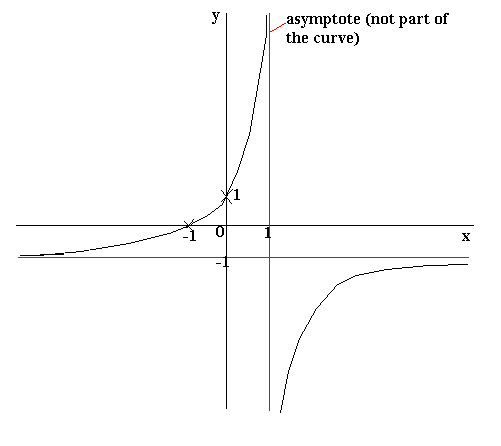 y
asymptote (not part of
the curve)
1
-1
0
1
x
-1